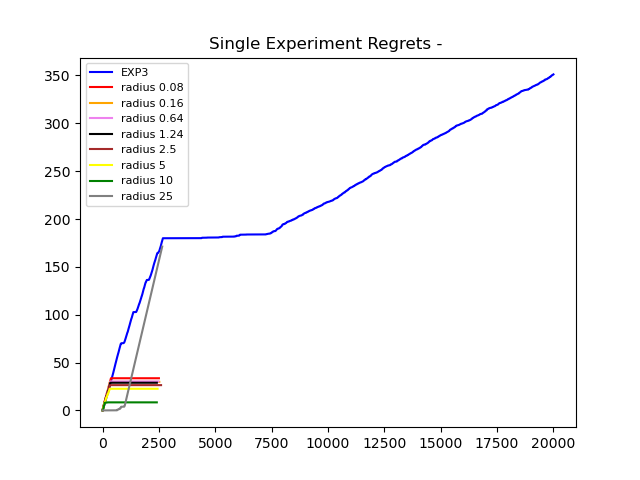 Single Experiment Regrets -
350
300
250
200
150
100
50
0
EXP3
radius 0.08
radius 0.16
radius 0.64
radius 1.24
radius 2.5
radius 5
radius 10
radius 25
0 2500 5000 7500 10000 12500 15000 17500 20000